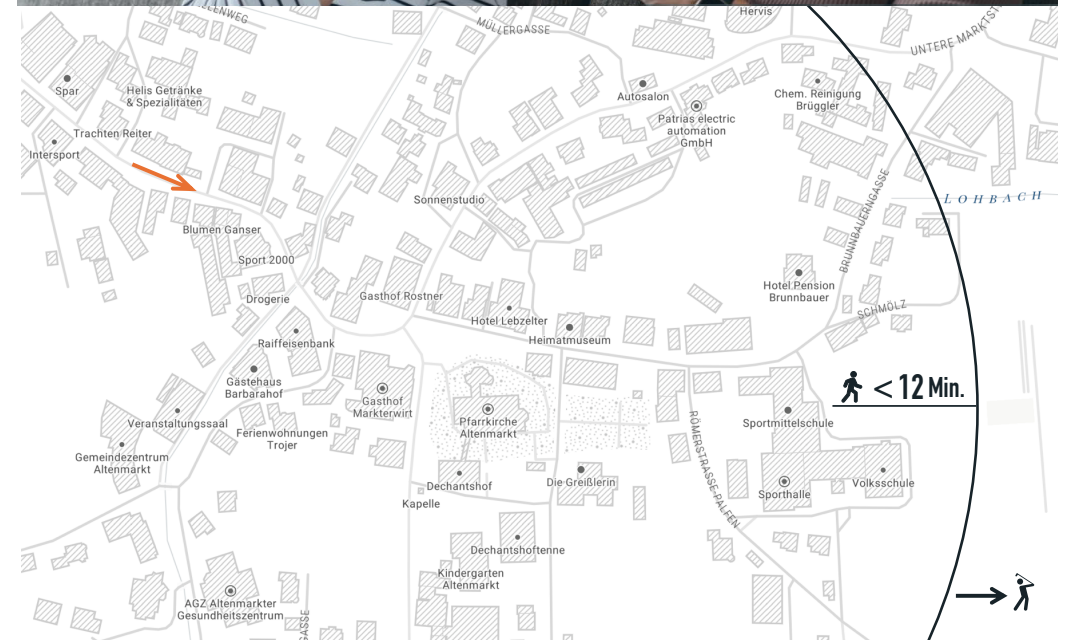 Hervis
MÜLLERGASSE
UNTERE
Spar
Helis Getränke
& Spezialitäten
Autosalon
Chem. Reinigung
Brüggler
Patrias electric
automation
GmbH
Trachten Reiter
Intersport
Sonnenstudio
LOHBACH
BRUNNBAUERNGASSE
Blumen Ganser
Sport 2000
Hotel Pension
Brunnbauer
Drogerie
Gasthof Rostner
SCHMÖLZ
Hotel Lebzelter
Heimatmuseum
Raiffeisenbank
Gästehaus
Barbarahof
< 12 Min.
Gasthof
Markterwirt
Pfarrkirche
Altenmarkt
Sportmittelschule
Veranstaltungssaal
Ferienwohnungen
Trojer
RÖMERSTRASSE-PALFEN
Gemeindezentrum
Altenmarkt
Dechantshof
Die Greißlerin
Sporthalle
Volksschule
Kapelle
Dechantshoftenne
Kindergarten
Altenmarkt
AGZ Altenmarkter
Gesundheitszentrum